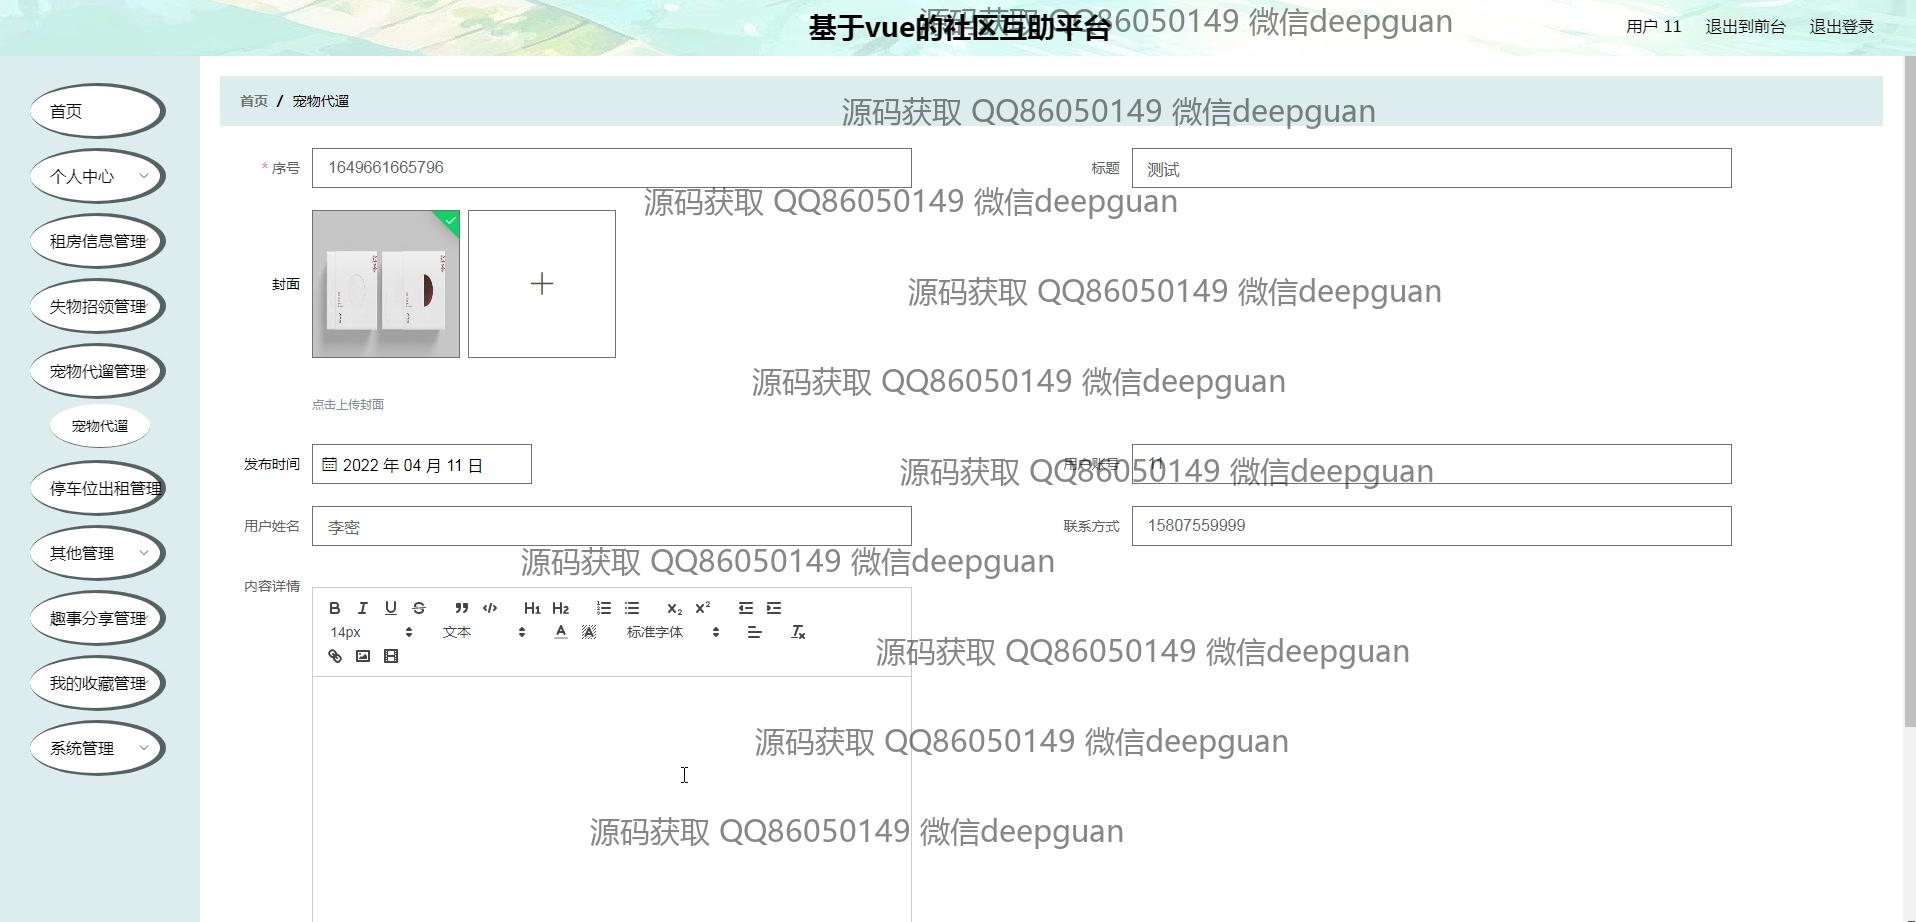 基于vue的社区互助平台
源码获取 QQ86050149 微信deepguan
用户 11 退出到前台 退出登录
首页
个人中心
租房信息管理
失物招领管理
宠物代遛管理
宠物代遛
停车位出租管理
其他管理
趣事分享管理
我的收藏管理
系统管理
首页 / 宠物代遛
源码获取 QQ86050149 微信deepguan
* 序号 1649661665796
标题 测试
源码获取 QQ86050149 微信deepguan
封面
源码获取 QQ86050149 微信deepguan
源码获取 QQ86050149 微信deepguan
点击上传封面
发布时间 2022 年 04 月 11 日
用户账号 11
源码获取 QQ86050149 微信deepguan
用户姓名 李密
联系方式 15807559999
源码获取 QQ86050149 微信deepguan
内容详情
B I U S H1 H2 X2 X2
14px 文本 A A 标准字体 Tx
源码获取 QQ86050149 微信deepguan
源码获取 QQ86050149 微信deepguan
源码获取 QQ86050149 微信deepguan